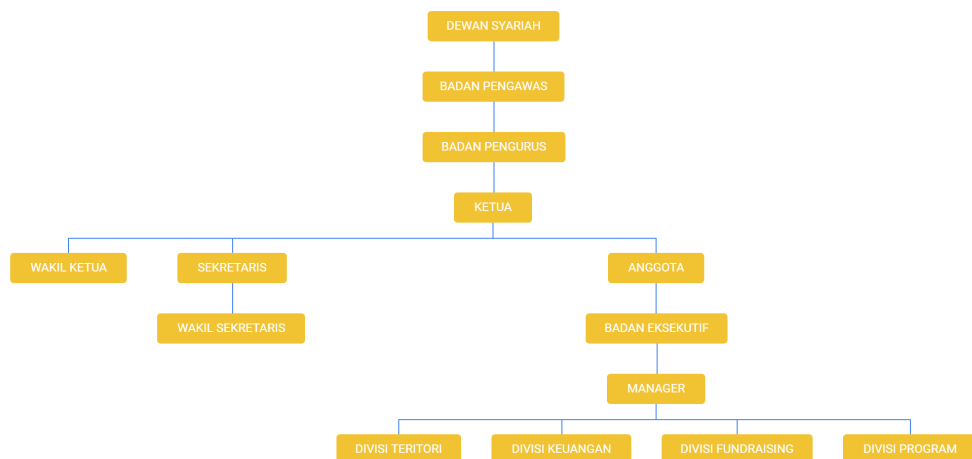 DEWAN SYARIAH
BADAN PENGAWAS
BADAN PENGURUS
KETUA
WAKIL KETUA
SEKRETARIS
ANGGOTA
WAKIL SEKRETARIS
BADAN EKSEKUTIF
MANAGER
DIVISI TERITORI
DIVISI KEUANGAN
DIVISI FUNDRAISING
DIVISI PROGRAM